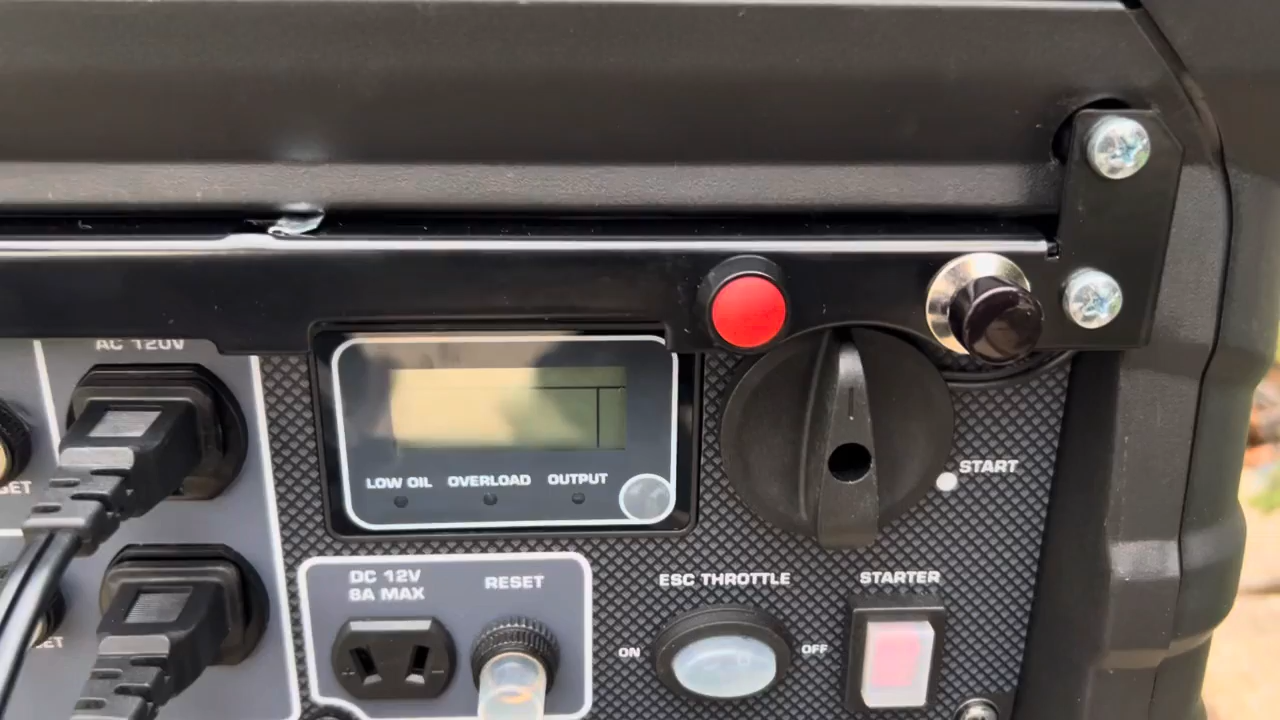 AC 120V
LOW OIL OVERLOAD OUTPUT
START
DC 12V
8A MAX
RESET
ESC THROTTLE
STARTER
ON
OFF